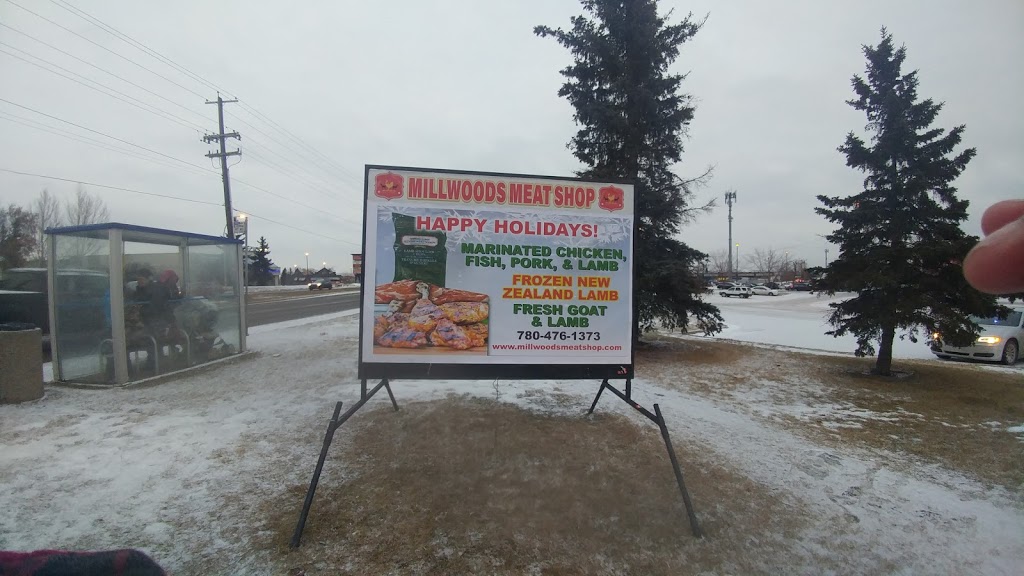 MILLWOODS MEAT SHOP
HAPPY HOLIDAYS!
MARINATED CHICKEN,
FISH, PORK, & LAMB
FROZEN NEW
ZEALAND LAMB
FRESH GOAT
& LAMB
780-476-1373
www.millwoodsmeatshop.com